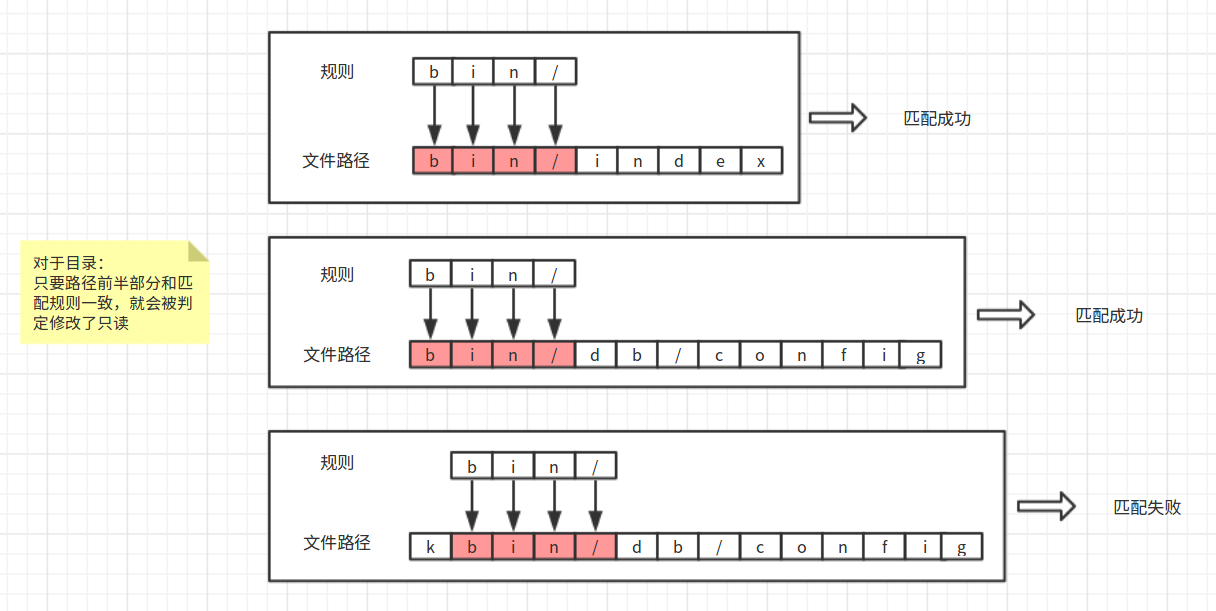 规则 b i n /
文件路径 b i n / i n d e x
匹配成功
对于目录：
只要路径前半部分和匹
配规则一致，就会被判
定修改了只读
规则 b i n /
文件路径 b i n / d b / c o n f i g
匹配成功
规则 b i n /
文件路径 k b i n / d b / c o n f i g
匹配失败